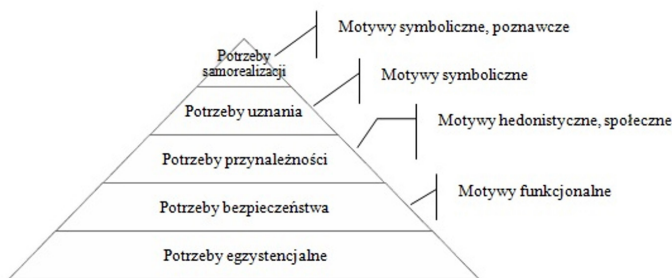 Motywy symboliczne, poznawcze
Potrzeby
samorealizacji
Motywy symboliczne
Potrzeby uznania
Motywy hedonistyczne, społeczne
Potrzeby przynależności
Motywy funkcjonalne
Potrzeby bezpieczeństwa
Potrzeby egzystencjalne